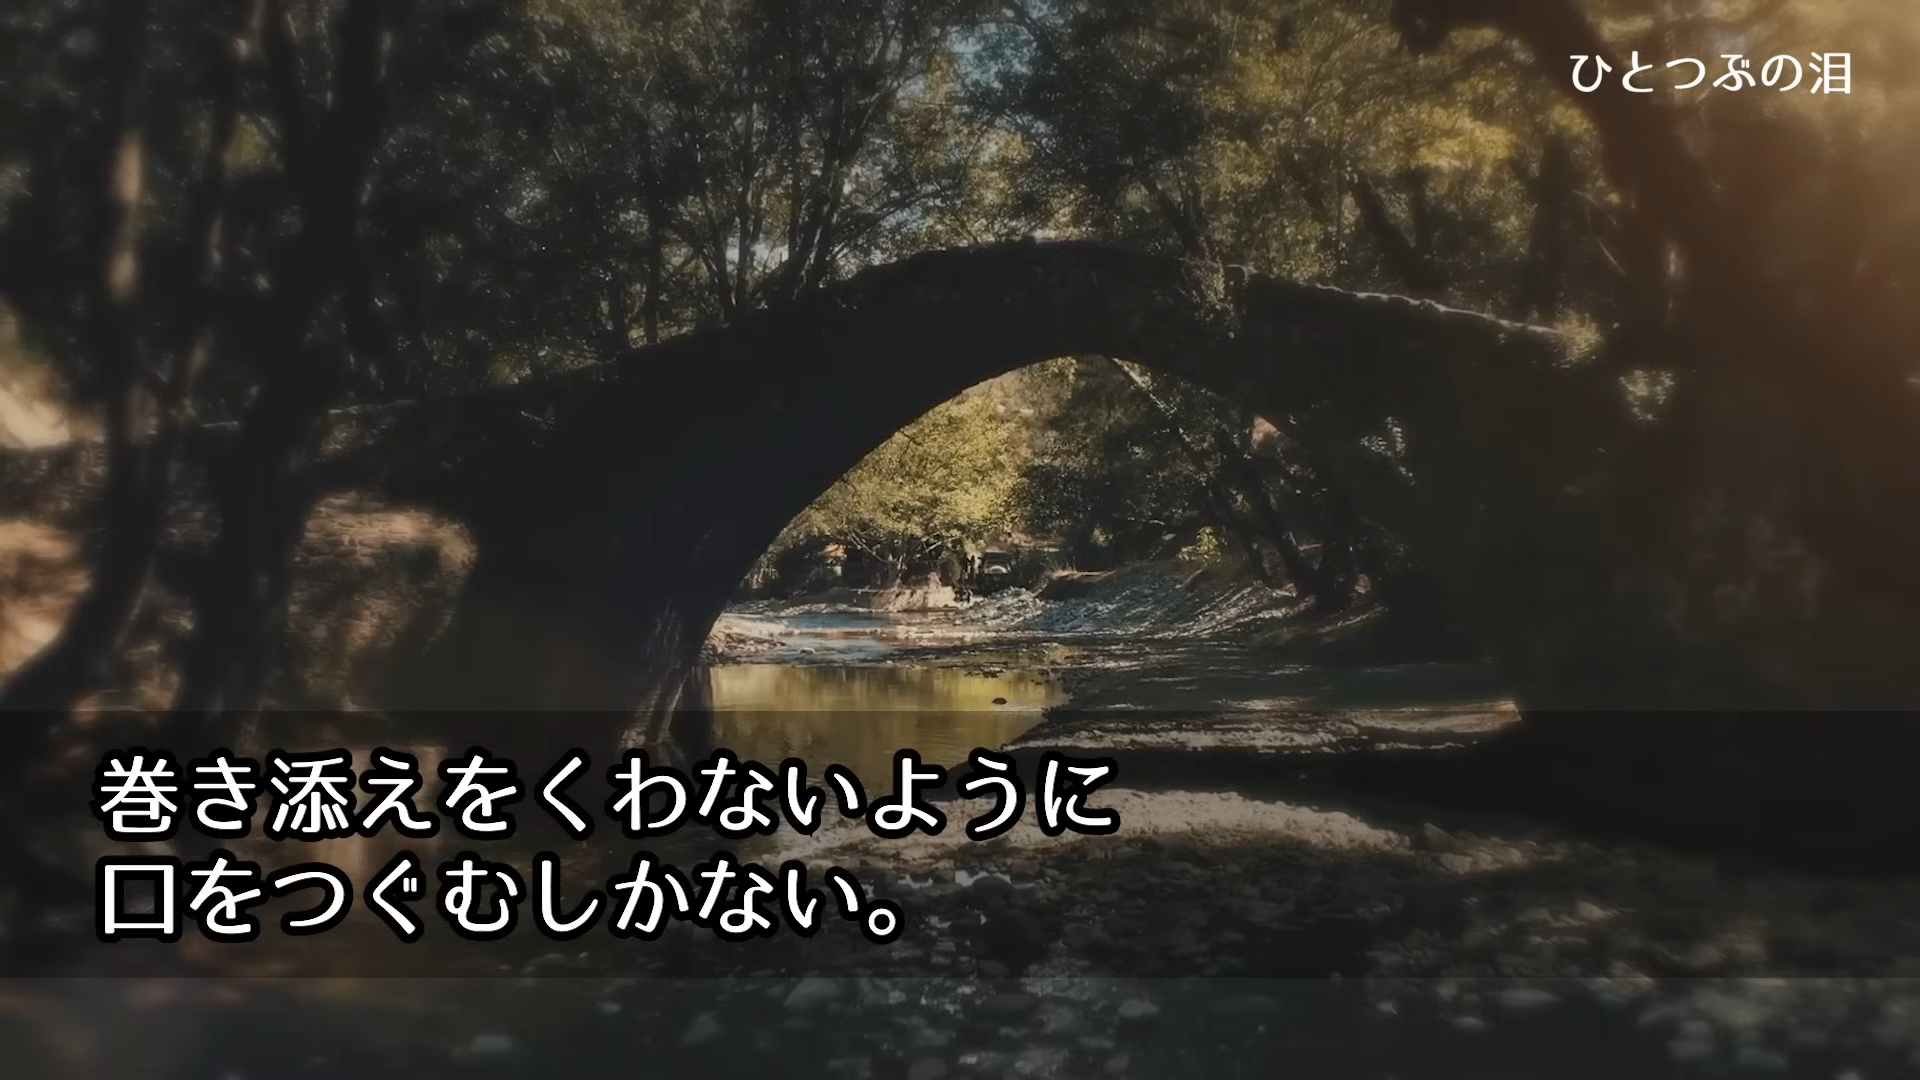 ひとつぶの泪
巻き添えをくわないように
口をつぐむしかない。